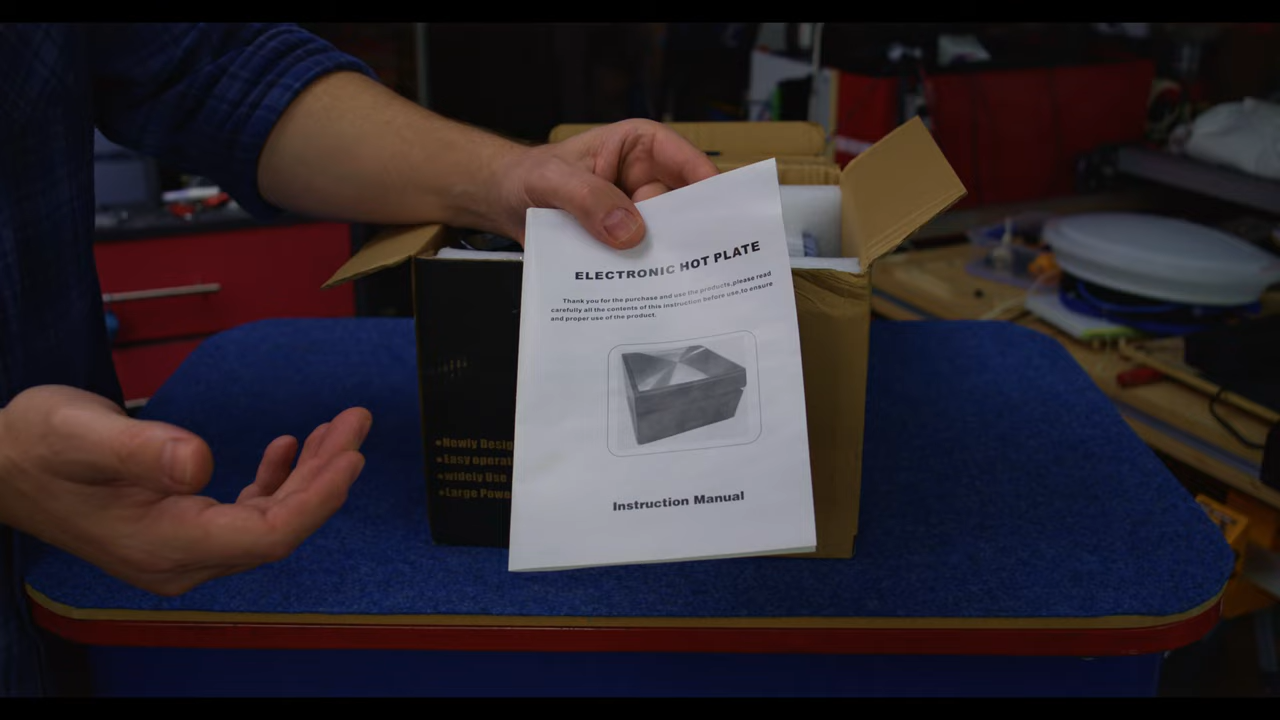 ELECTRONIC HOT PLATE
Thank you for the purchase and use the products,please read
carefully all the contents of this instruction before use,to ensure
and proper use of the product.
Instruction Manual
•Newly Desig
•Easy operat
•widely Use
•Large Powe